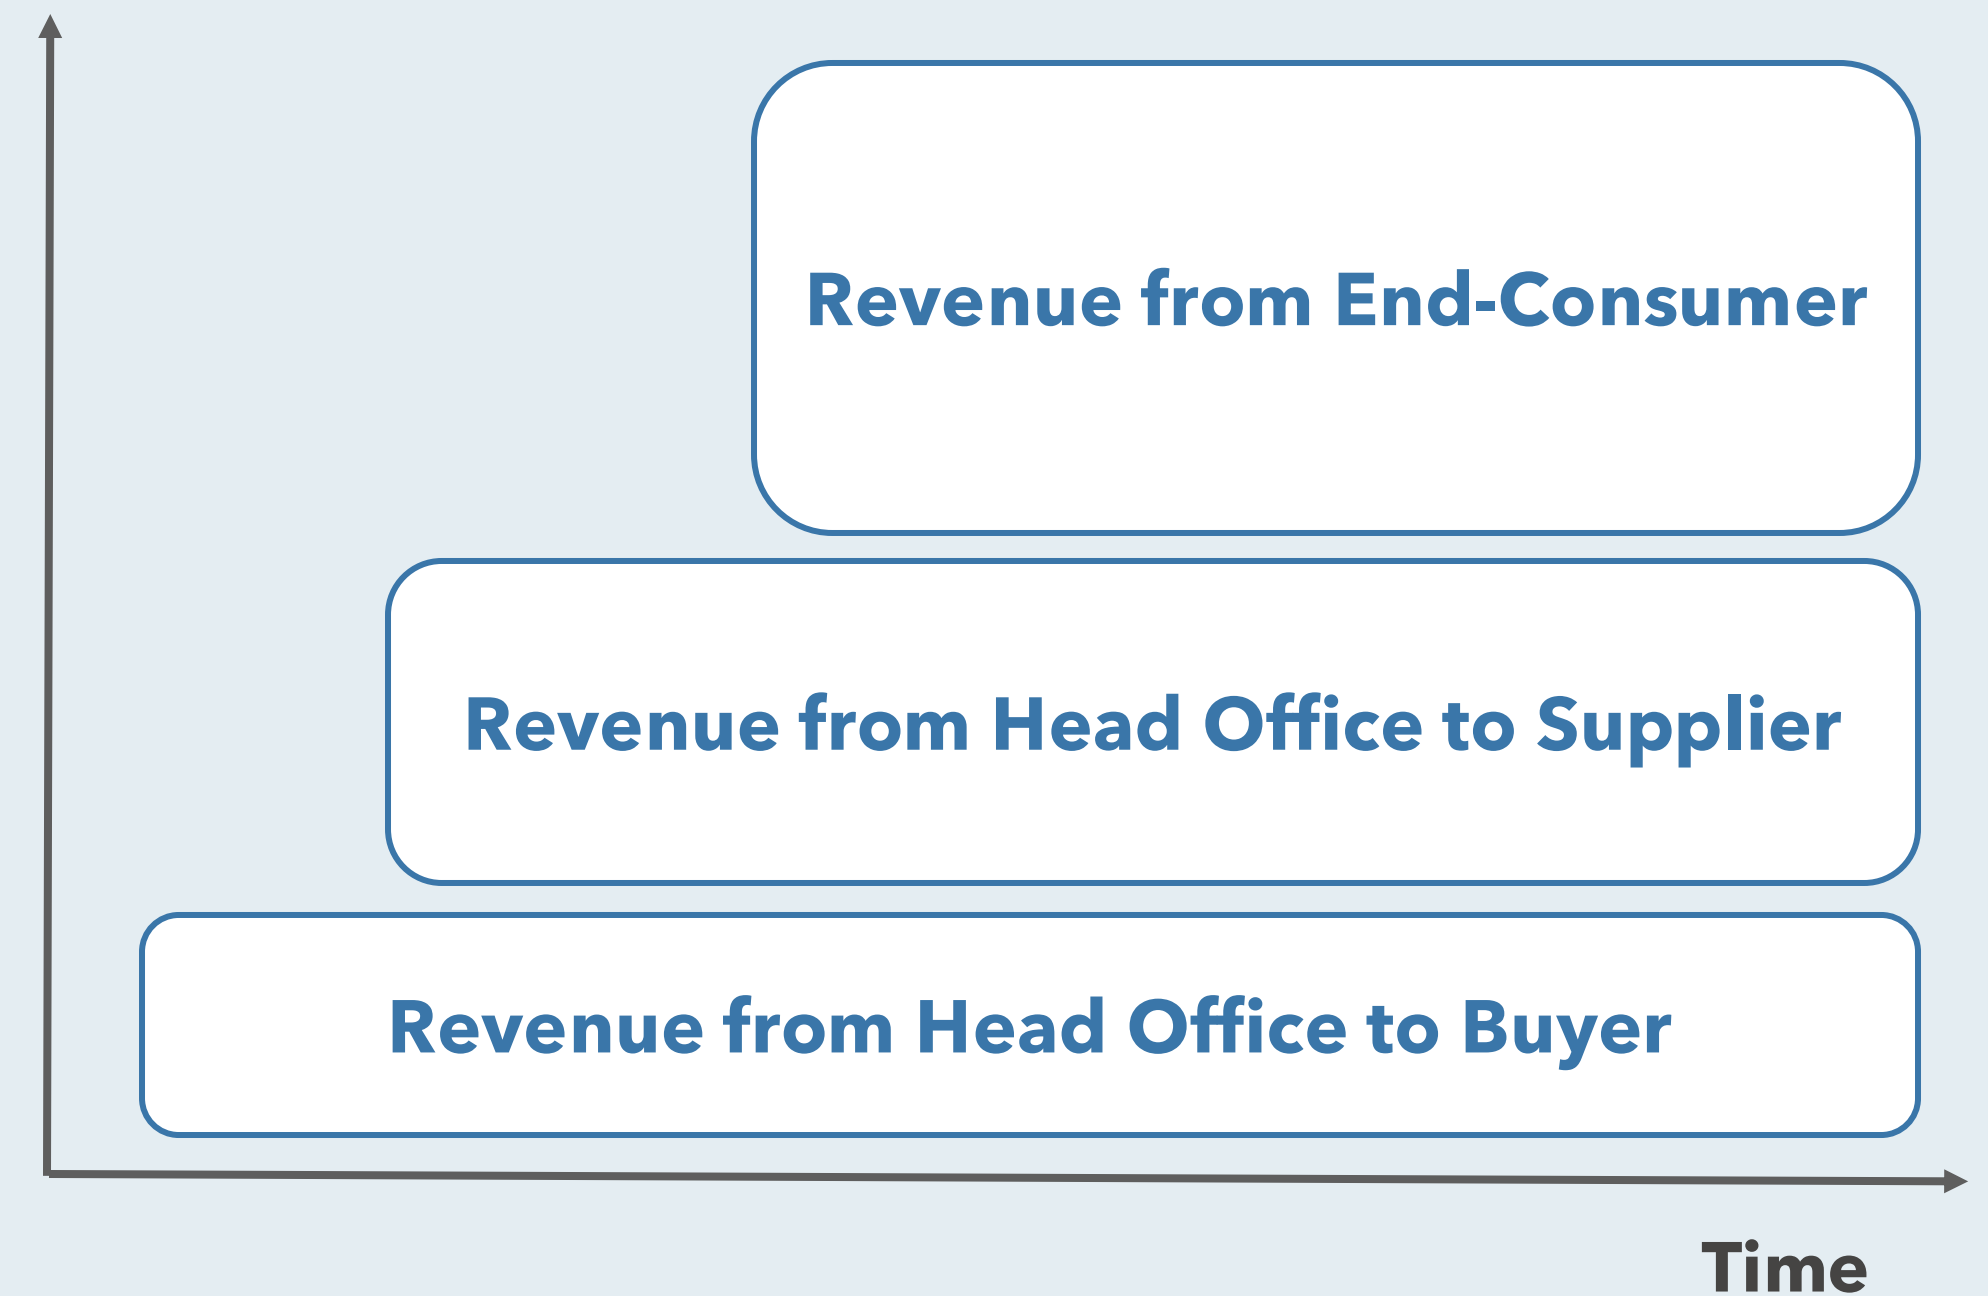 Revenue from End-Consumer
Revenue from Head Office to Supplier
Revenue from Head Office to Buyer
Time